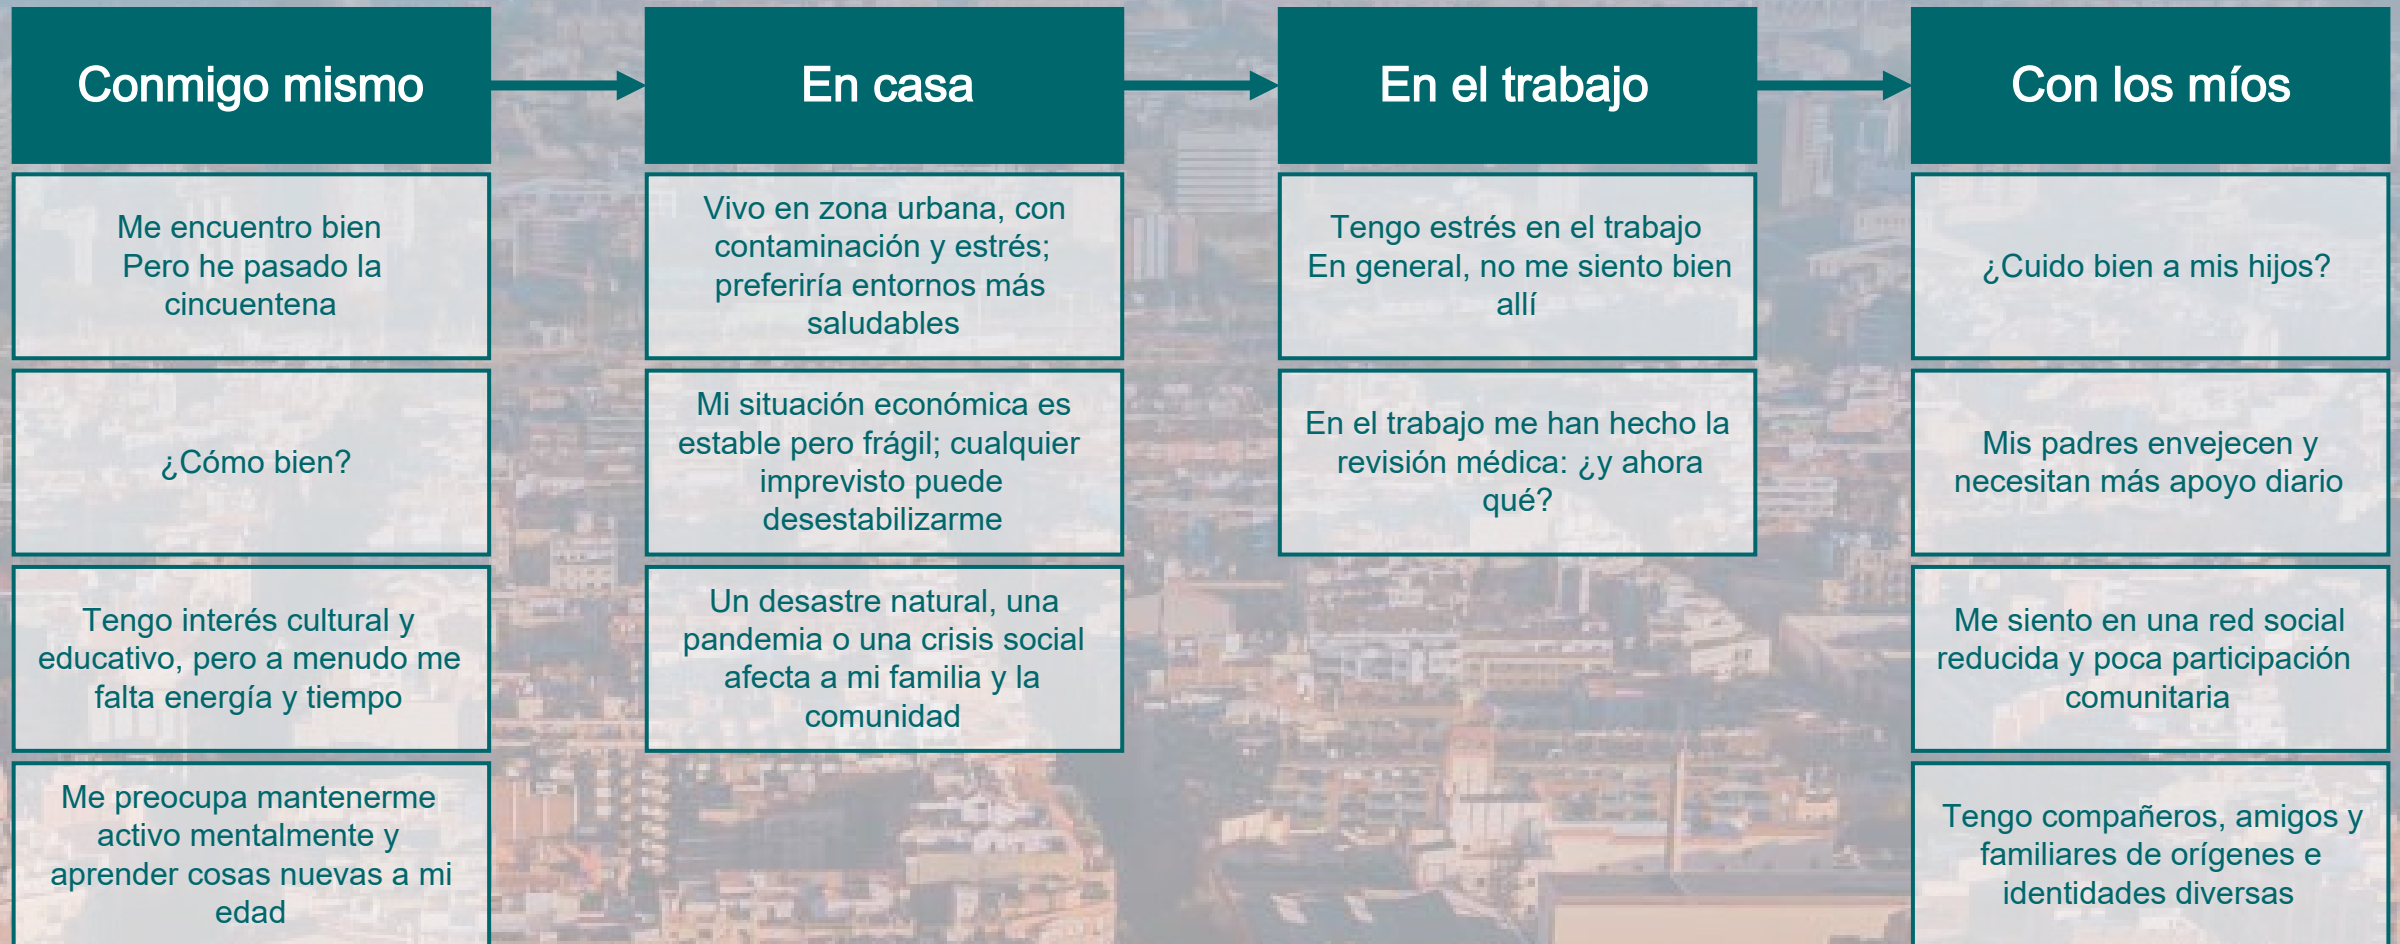 Conmigo mismo
Me encuentro bien
Pero he pasado la
cincuentena
¿Cómo bien?
Tengo interés cultural y
educativo, pero a menudo me
falta energía y tiempo
Me preocupa mantenerme
activo mentalmente y
aprender cosas nuevas a mi
edad
En casa
Vivo en zona urbana, con
contaminación y estrés;
preferiría entornos más
saludables
Mi situación económica es
estable pero frágil; cualquier
imprevisto puede
desestabilizarme
Un desastre natural, una
pandemia o una crisis social
afecta a mi familia y la
comunidad
En el trabajo
Tengo estrés en el trabajo
En general, no me siento bien
allí
En el trabajo me han hecho la
revisión médica: ¿y ahora
qué?
Con los míos
¿Cuido bien a mis hijos?
Mis padres envejecen y
necesitan más apoyo diario
Me siento en una red social
reducida y poca participación
comunitaria
Tengo compañeros, amigos y
familiares de orígenes e
identidades diversas